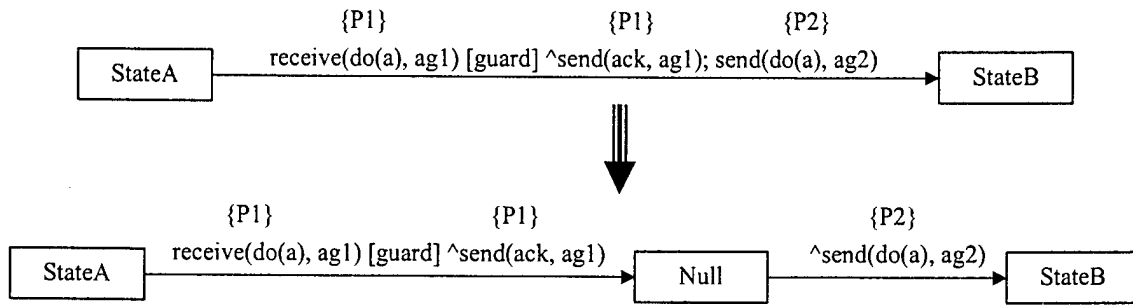 {P1} {P1} {P2}
receive(do(a), ag1) [guard] ^send(ack, ag1); send(do(a), ag2)
StateA StateB
{P1} {P1} {P2}
receive(do(a), ag1) [guard] ^send(ack, ag1) ^send(do(a), ag2)
StateA Null StateB